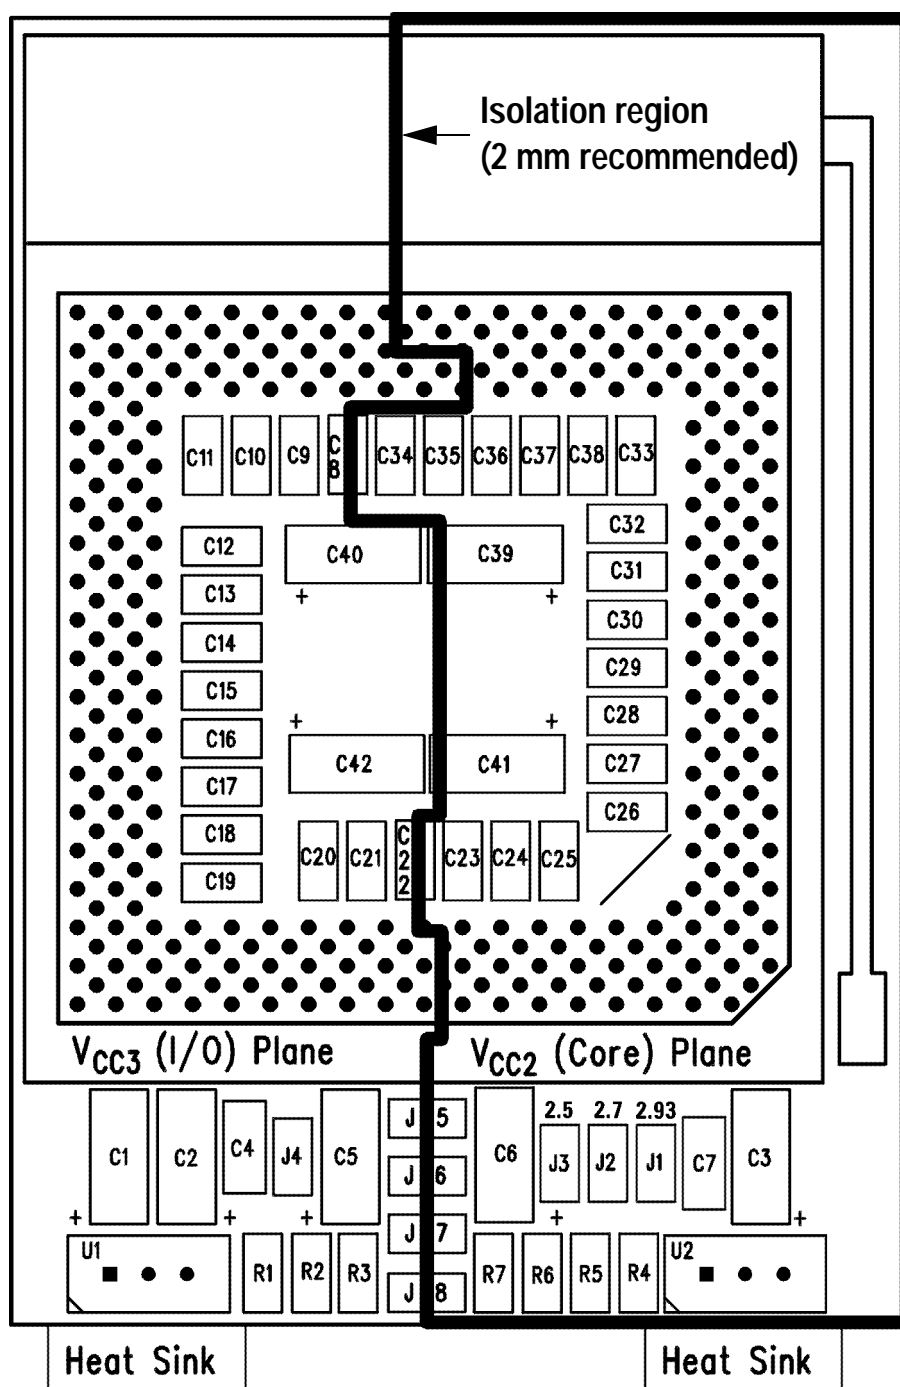 Isolation region
(2 mm recommended)
C11 C10 C9 C8 C34 C35 C36 C37 C38 C33
C32
C12 C40 C39
C31
C13
+ +
C30
C14
C29
C15
C28
+ +
C16
C42 C41 C27
C17
C26
C18
C20 C21 C22 C23 C24 C25
C19
VCC3 (I/O) Plane VCC2 (Core) Plane
2.5 2.7 2.93
J5
C1 C2 C4 J4 C5 C6 J3 J2 J1 C7 C3
J6
+ + + + +
J7
U1 U2
R1 R2 R3 R7 R6 R5 R4
J8
Heat Sink Heat Sink